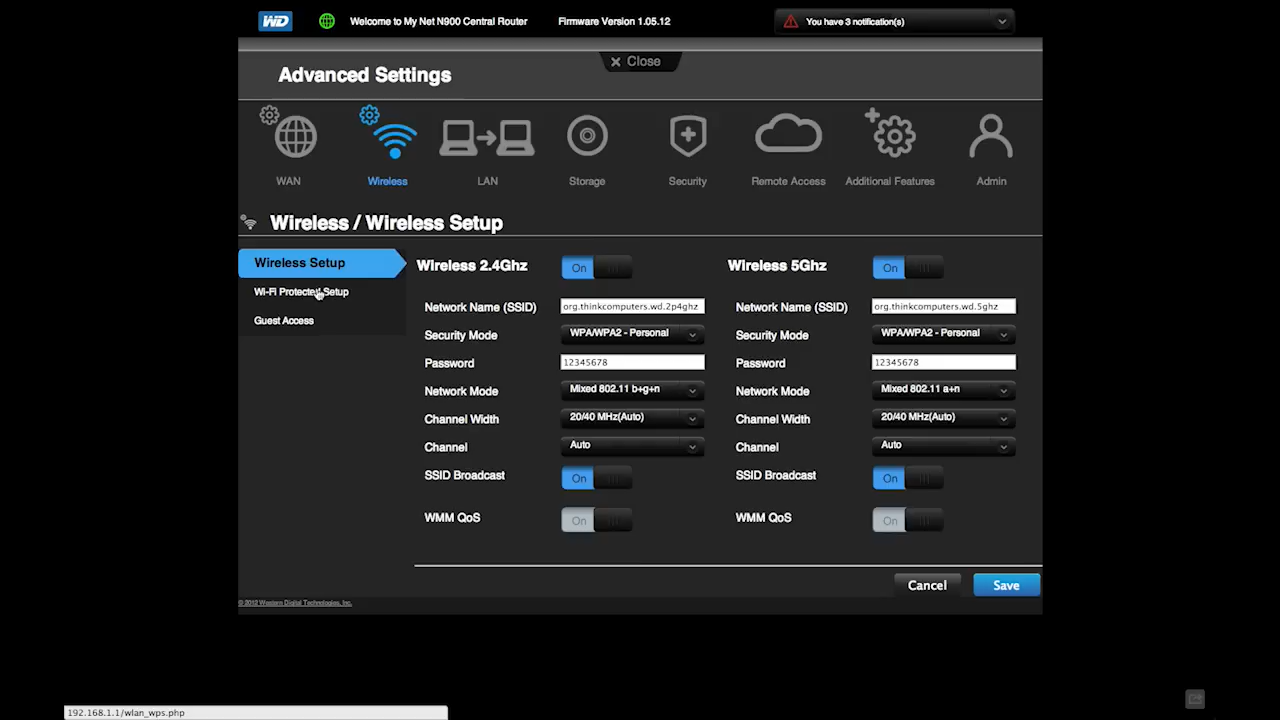 WD Welcome to My Net N900 Central Router Firmware Version 1.05.12 You have 3 notification(s)
Close
Advanced Settings
WAN Wireless LAN Storage Security Remote Access Additional Features Admin
Wireless / Wireless Setup
Wireless Setup
Wi-Fi Protected Setup
Guest Access
Wireless 2.4Ghz On
Network Name (SSID) org.thinkcomputers.wd.2p4ghz
Security Mode WPA/WPA2 - Personal
Password 12345678
Network Mode Mixed 802.11 b+g+n
Channel Width 20/40 MHz(Auto)
Channel Auto
SSID Broadcast On
WMM QoS On
Wireless 5Ghz On
Network Name (SSID) org.thinkcomputers.wd.5ghz
Security Mode WPA/WPA2 - Personal
Password 12345678
Network Mode Mixed 802.11 a+n
Channel Width 20/40 MHz(Auto)
Channel Auto
SSID Broadcast On
WMM QoS On
Cancel Save
© 2012 Western Digital Technologies, Inc.
192.168.1.1/wlan_wps.php